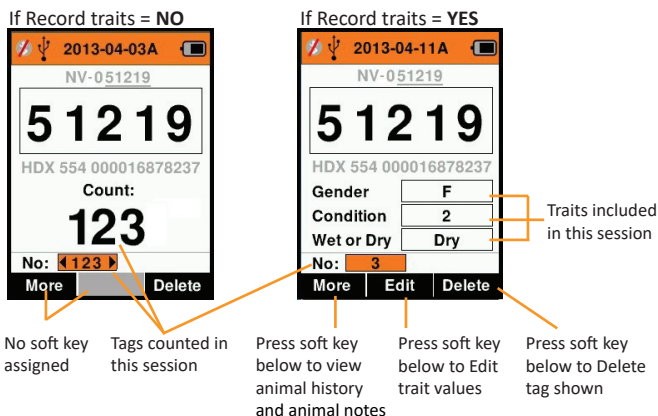 If Record traits = NO
2013-04-03A
NV-051219
51219
HDX 554 000016878237
Count:
123
No: 123
More
Delete
No soft key
assigned
Tags counted in
this session
If Record traits = YES
2013-04-11A
NV-051219
51219
HDX 554 000016878237
Gender F
Condition 2
Wet or Dry Dry
No: 3
More Edit Delete
Traits included
in this session
Press soft key
below to view
animal history
and animal notes
Press soft key
below to Edit
trait values
Press soft key
below to Delete
tag shown